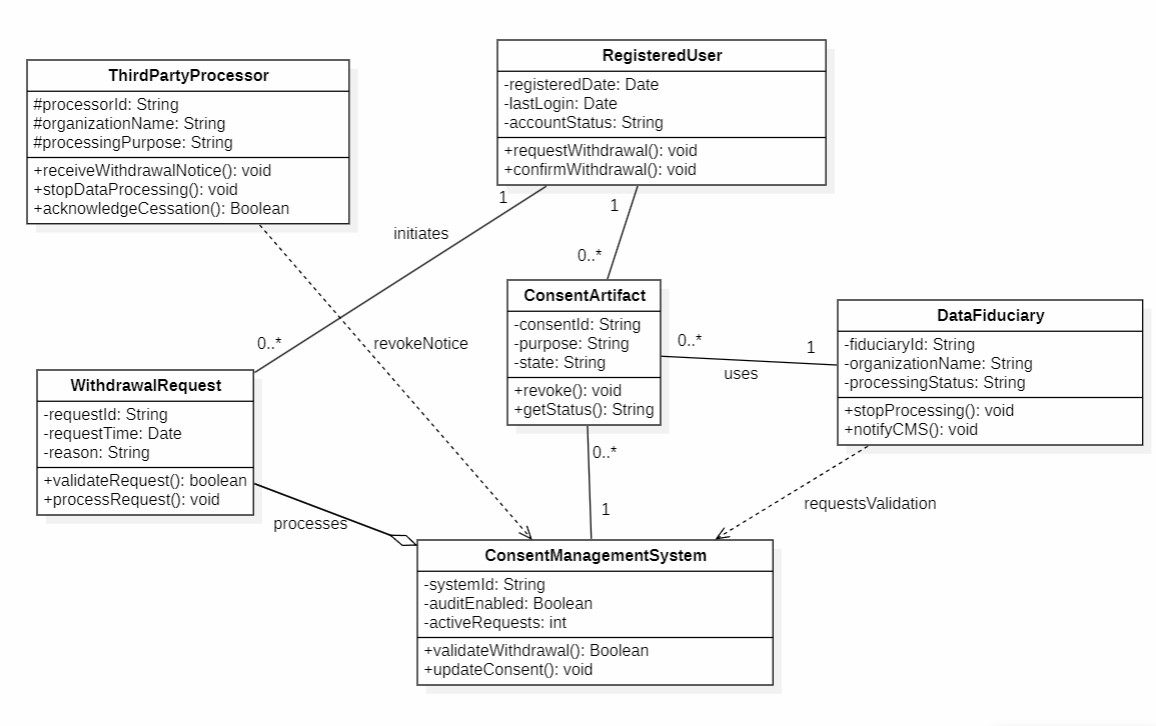 ThirdPartyProcessor
#processorId: String
#organizationName: String
#processingPurpose: String
+receiveWithdrawalNotice(): void
+stopDataProcessing(): void
+acknowledgeCessation(): Boolean
RegisteredUser
-registeredDate: Date
-lastLogin: Date
-accountStatus: String
+requestWithdrawal(): void
+confirmWithdrawal(): void
1
1
initiates
0..*
0..*
revokeNotice
ConsentArtifact
-consentId: String
-purpose: String
-state: String
+revoke(): void
+getStatus(): String
0..*
1
uses
DataFiduciary
-fiduciaryId: String
-organizationName: String
-processingStatus: String
+stopProcessing(): void
+notifyCMS(): void
WithdrawalRequest
-requestId: String
-requestTime: Date
-reason: String
+validateRequest(): boolean
+processRequest(): void
0..*
1
processes
requestsValidation
ConsentManagementSystem
-systemId: String
-auditEnabled: Boolean
-activeRequests: int
+validateWithdrawal(): Boolean
+updateConsent(): void